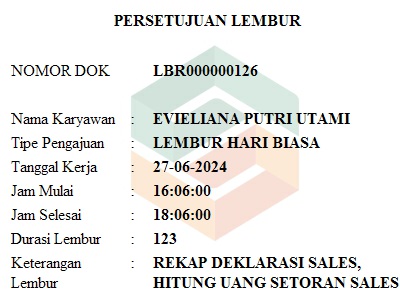 PERSETUJUAN LEMBUR
NOMOR DOK LBR000000126
Nama Karyawan : EVIELIANA PUTRI UTAMI
Tipe Pengajuan : LEMBUR HARI BIASA
Tanggal Kerja : 27-06-2024
Jam Mulai : 16:06:00
Jam Selesai : 18:06:00
Durasi Lembur : 123
Keterangan : REKAP DEKLARASI SALES,
Lembur HITUNG UANG SETORAN SALES